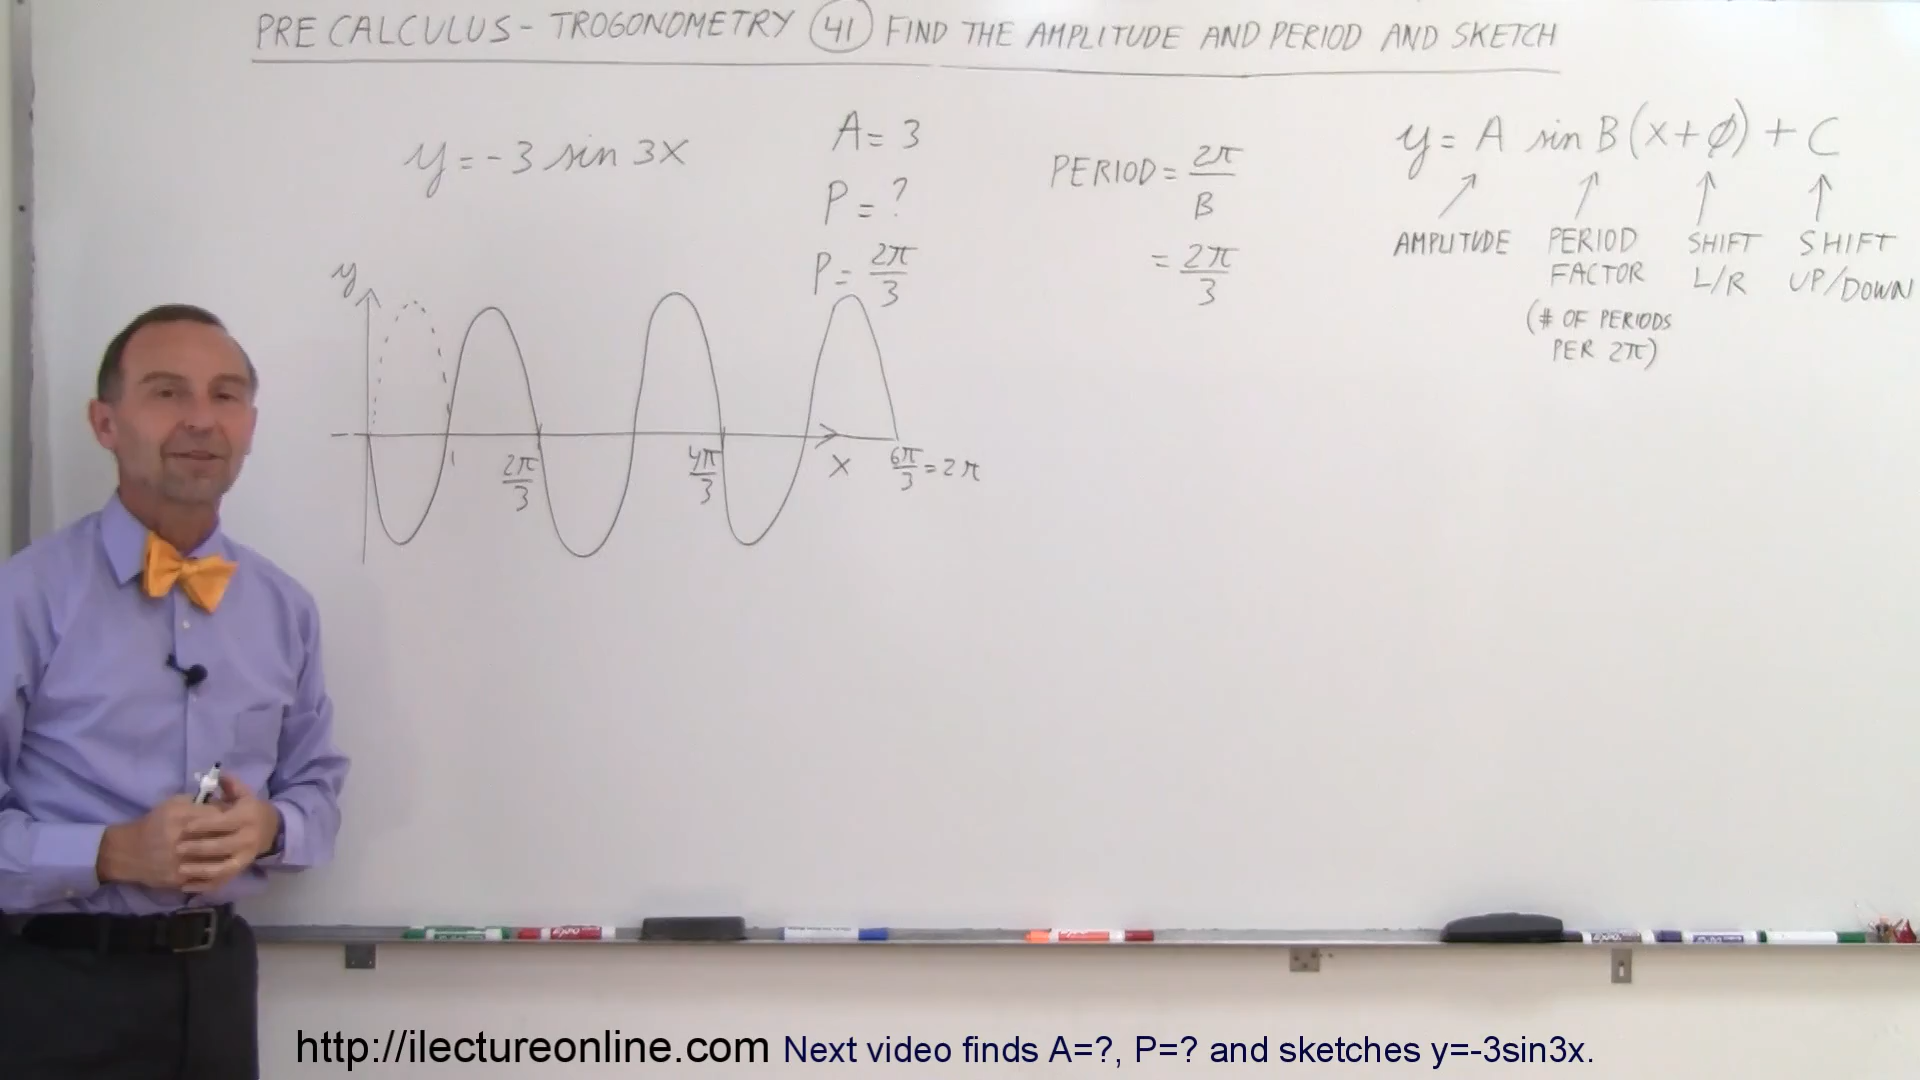 PRE CALCULUS - TROGONOMETRY 41 FIND THE AMPLITUDE AND PERIOD AND SKETCH
y = -3 sin 3x
A = 3
P = ?
P = 2π/3
PERIOD = 2π/B
= 2π/3
y = A sin B (x + φ) + C
AMPLITUDE
PERIOD FACTOR
(# OF PERIODS
PER 2π)
SHIFT
L/R
SHIFT
UP/DOWN
y
2π/3
4π/3
x
6π/3 = 2π
http://ilectureonline.com Next video finds A=?, P=? and sketches y=-3sin3x.